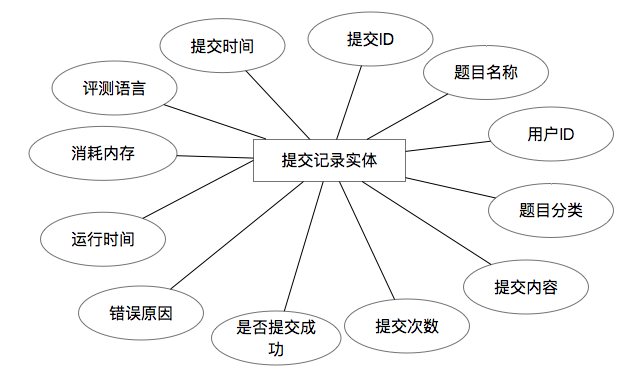 提交时间
提交ID
题目名称
评测语言
用户ID
消耗内存
提交记录实体
题目分类
运行时间
提交内容
错误原因
是否提交成
功
提交次数